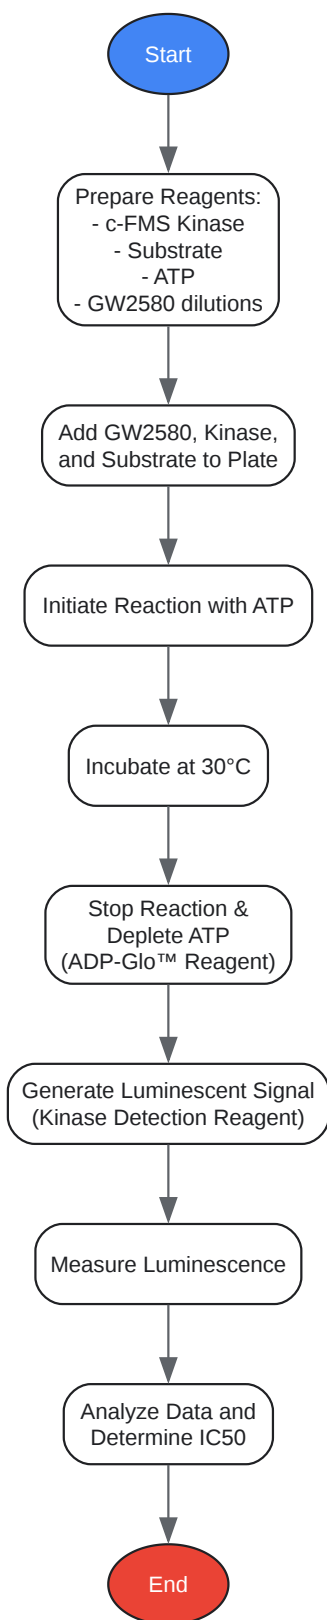 Start
Prepare Reagents:
- c-FMS Kinase
- Substrate
- ATP
- GW2580 dilutions
Add GW2580, Kinase,
and Substrate to Plate
Initiate Reaction with ATP
Incubate at 30°C
Stop Reaction &
Deplete ATP
(ADP-Glo™ Reagent)
Generate Luminescent Signal
(Kinase Detection Reagent)
Measure Luminescence
Analyze Data and
Determine IC50
End